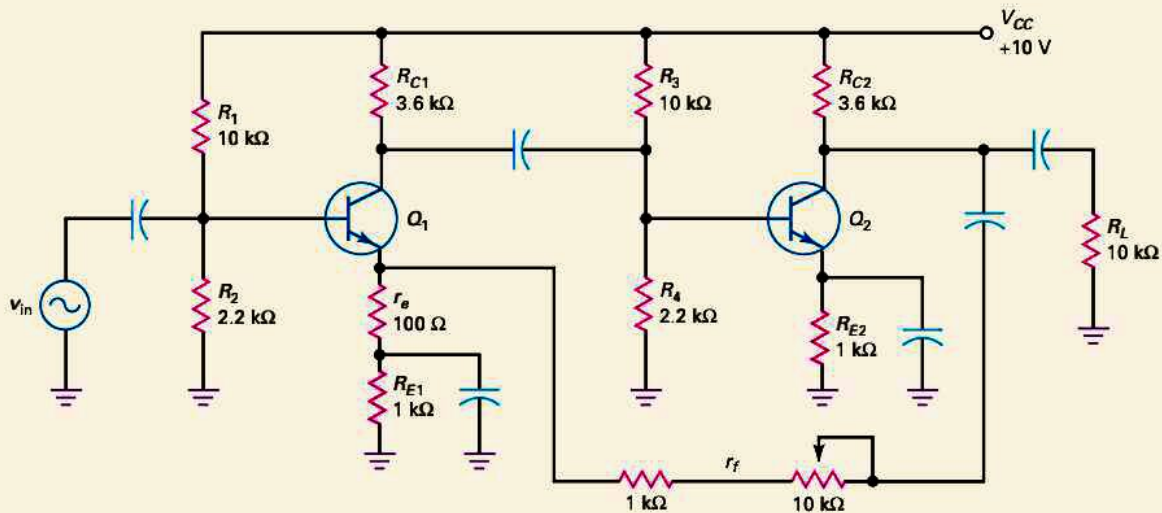 V_CC
+10 V
R_C1
3.6 kΩ
R_3
10 kΩ
R_C2
3.6 kΩ
R_1
10 kΩ
Q_1
Q_2
R_L
10 kΩ
v_in
R_2
2.2 kΩ
r_e
100 Ω
R_4
2.2 kΩ
R_E2
1 kΩ
R_E1
1 kΩ
r_f
1 kΩ
10 kΩ